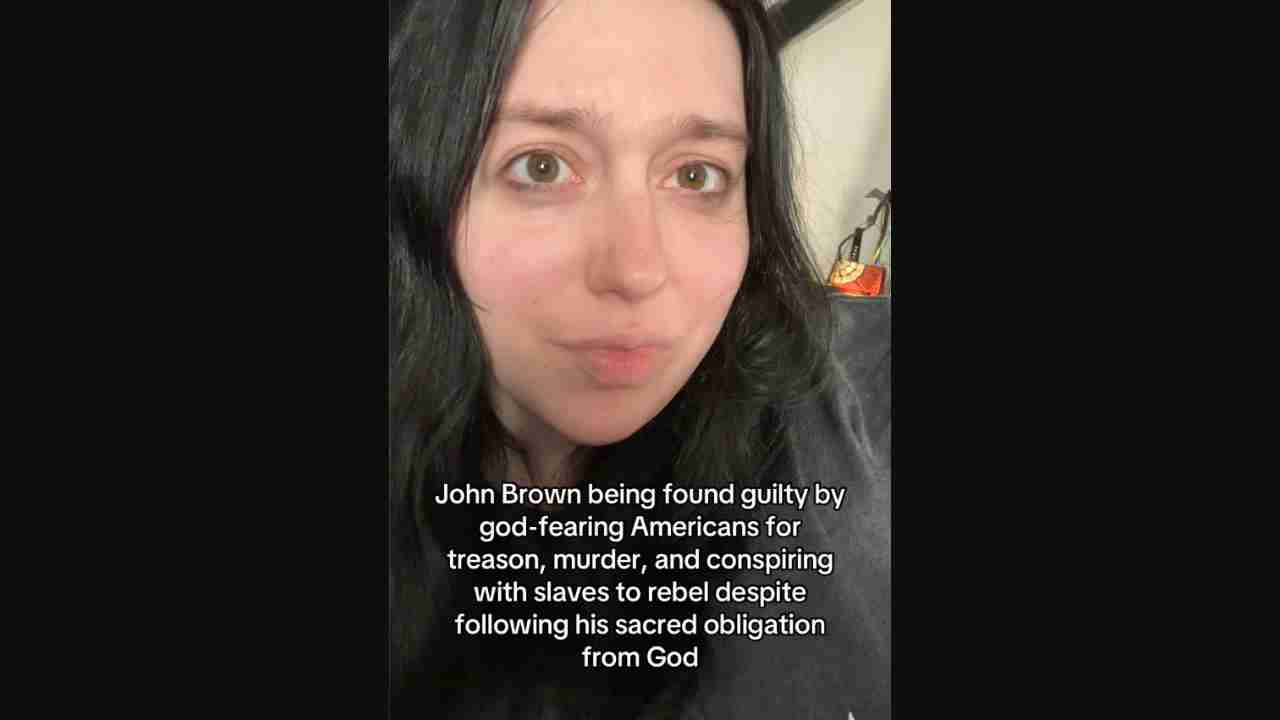 John Brown being found guilty by
god-fearing Americans for
treason, murder, and conspiring
with slaves to rebel despite
following his sacred obligation
from God